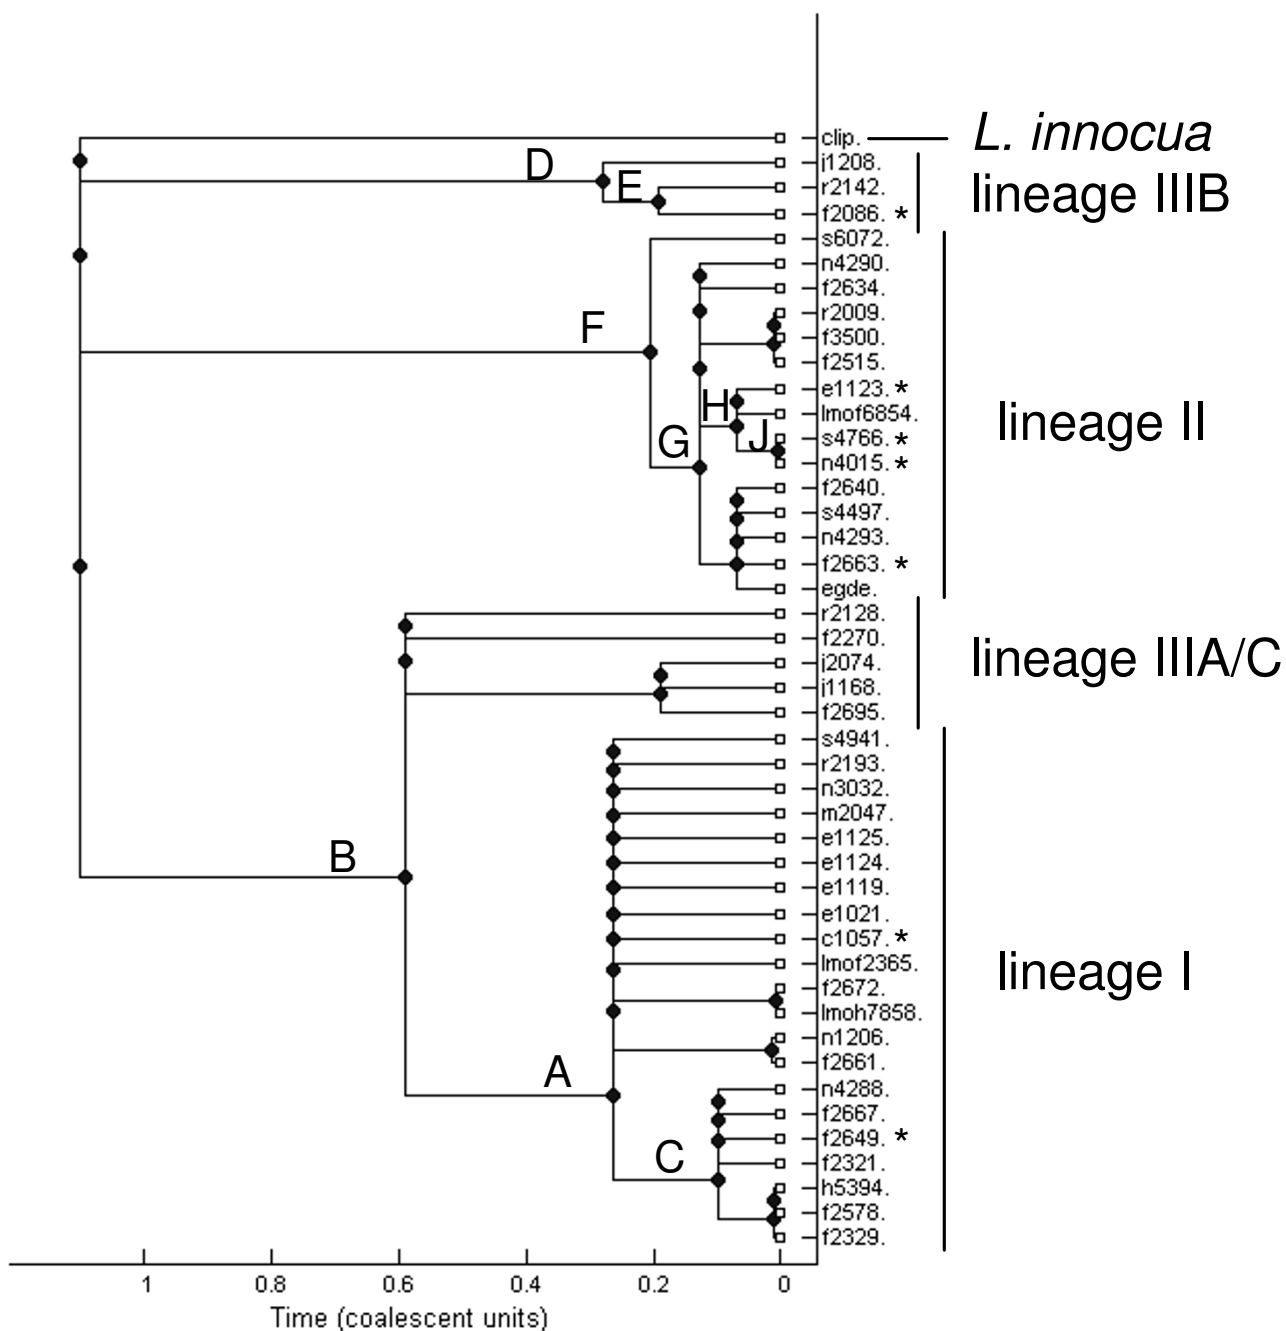 clip.
L. innocua
D
j1208.
lineage IIIB
E
r2142.
f2086. *
s6072.
n4290.
f2634.
F
r2009.
f3500.
f2515.
e1123. *
H
lmof6854.
lineage II
G
J
s4766. *
n4015. *
f2640.
s4497.
n4293.
f2663. *
egde.
r2128.
f2270.
lineage IIIA/C
j2074.
j1168.
f2695.
s4941.
r2193.
n3032.
m2047.
e1125.
B
e1124.
e1119.
e1021.
c1057. *
lmof2365.
lineage I
f2672.
lmoh7858.
n1206.
f2661.
A
n4288.
f2667.
f2649. *
C
f2321.
h5394.
f2578.
f2329.
1 0.8 0.6 0.4 0.2 0
Time (coalescent units)